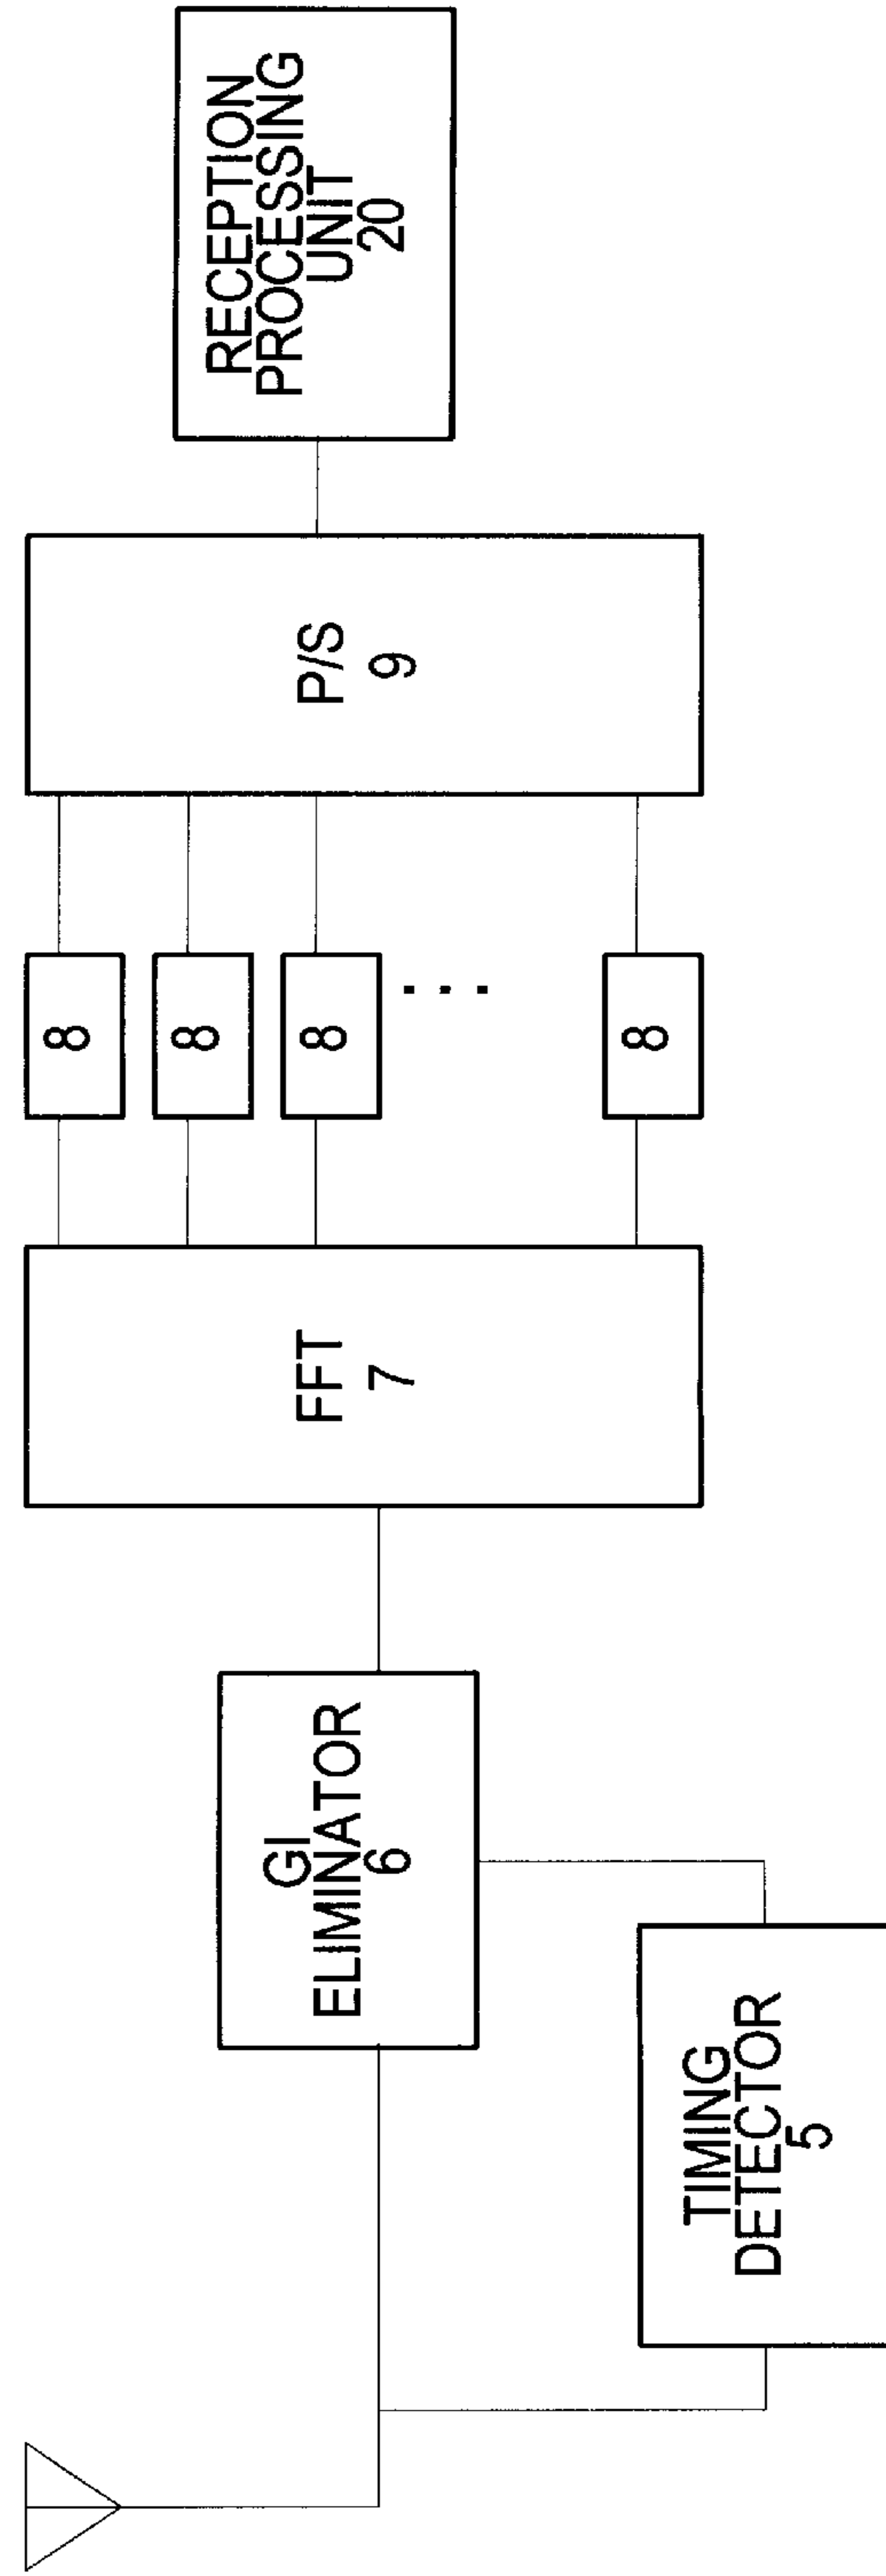 TIMING
DETECTOR
5
GI
ELIMINATOR
6
FFT
7
8
8
8
...
8
P/S
9
RECEPTION
PROCESSING
UNIT
20